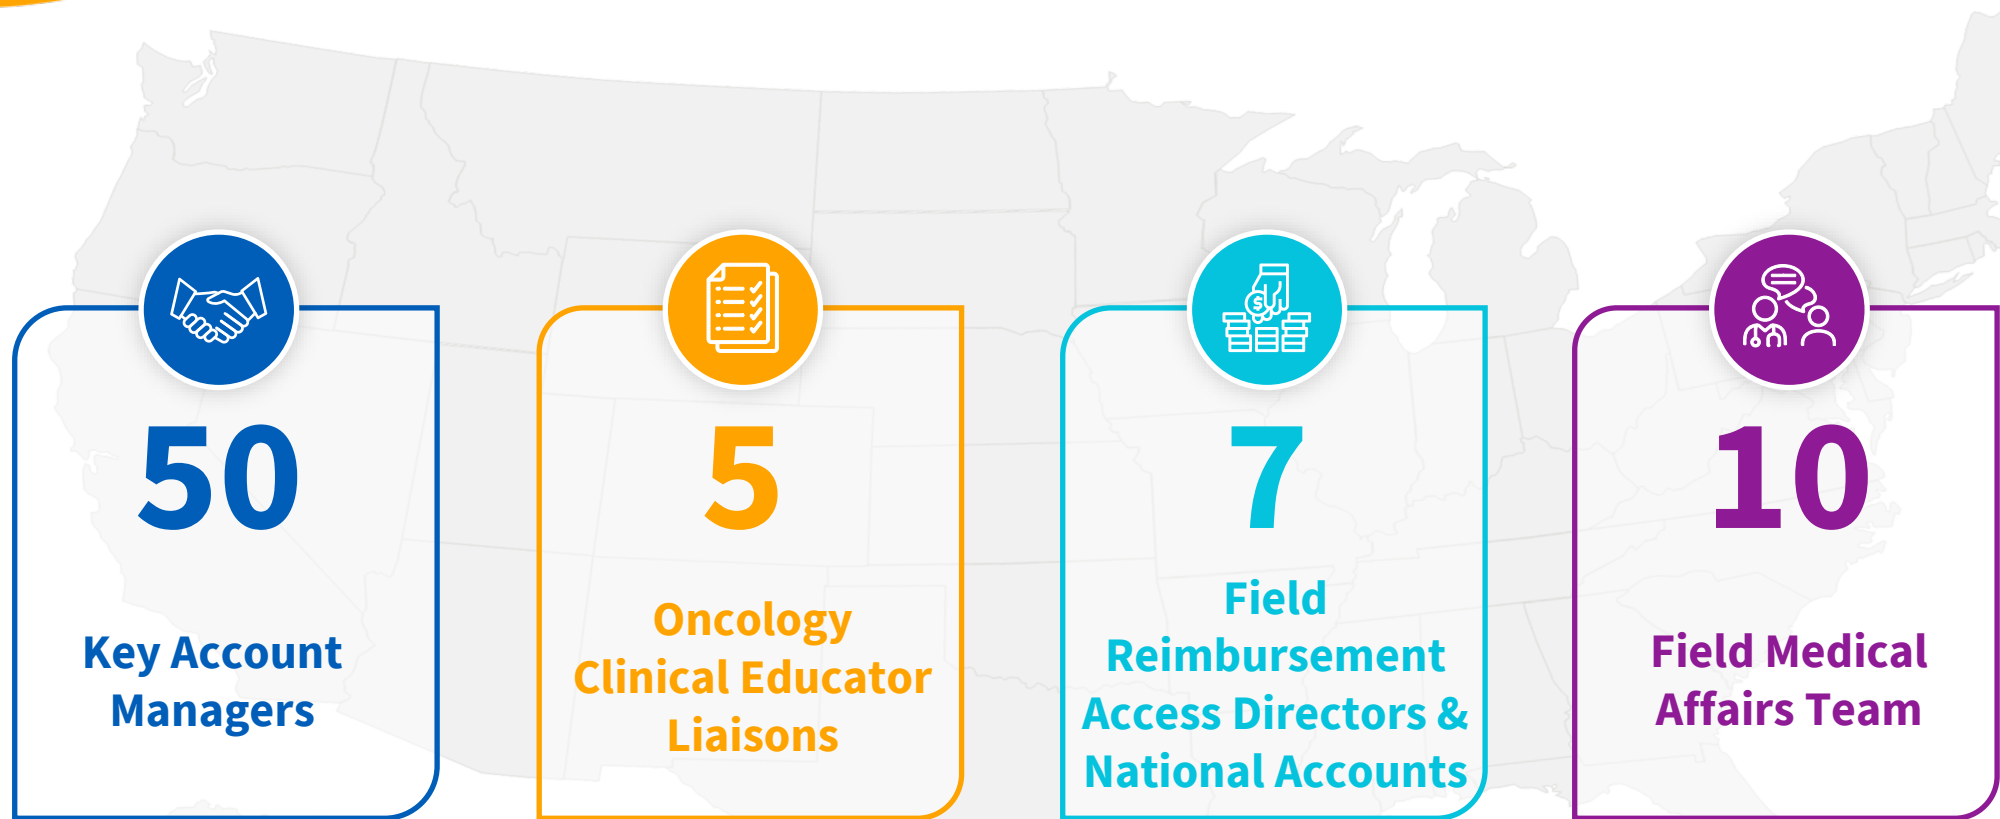 50
Key Account
Managers
5
Oncology
Clinical Educator
Liaisons
7
Field
Reimbursement
Access Directors &
National Accounts
10
Field Medical
Affairs Team